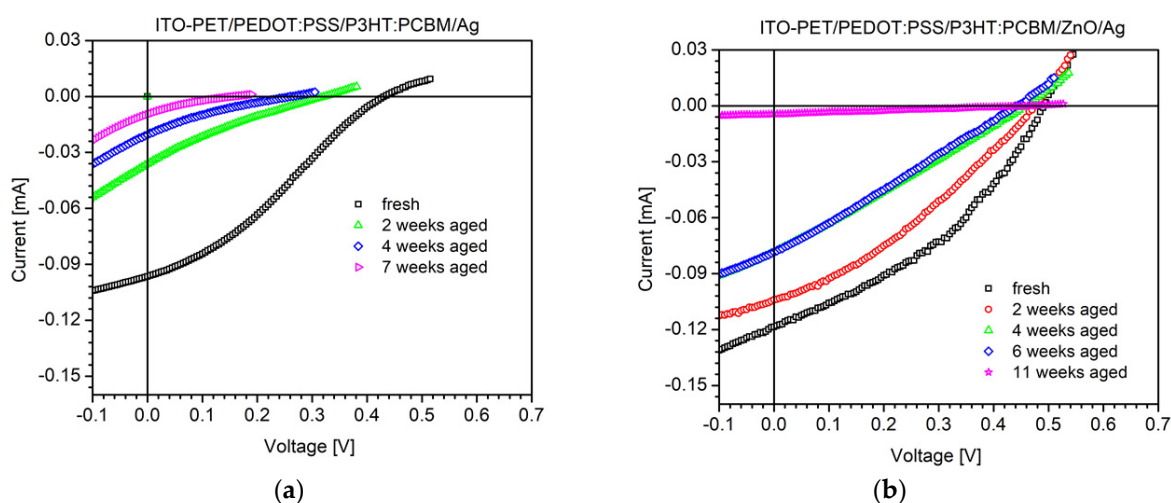 ITO-PET/PEDOT:PSS/P3HT:PCBM/Ag
0.03
0.00
-0.03
-0.06
-0.09
-0.12
-0.15
Current [mA]
fresh
2 weeks aged
4 weeks aged
7 weeks aged
-0.1 0.0 0.1 0.2 0.3 0.4 0.5 0.6 0.7
Voltage [V]
(a)
ITO-PET/PEDOT:PSS/P3HT:PCBM/ZnO/Ag
0.03
0.00
-0.03
-0.06
-0.09
-0.12
-0.15
Current [mA]
fresh
2 weeks aged
4 weeks aged
6 weeks aged
11 weeks aged
-0.1 0.0 0.1 0.2 0.3 0.4 0.5 0.6 0.7
Voltage [V]
(b)